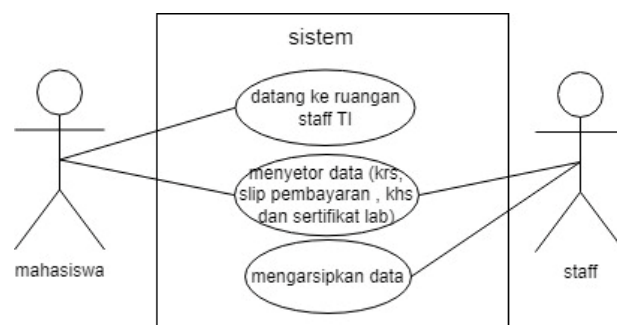 sistem
datang ke ruangan
staff TI
menyetor data (krs,
slip pembayaran , khs
dan sertifikat lab)
mengarsipkan data
mahasiswa
staff